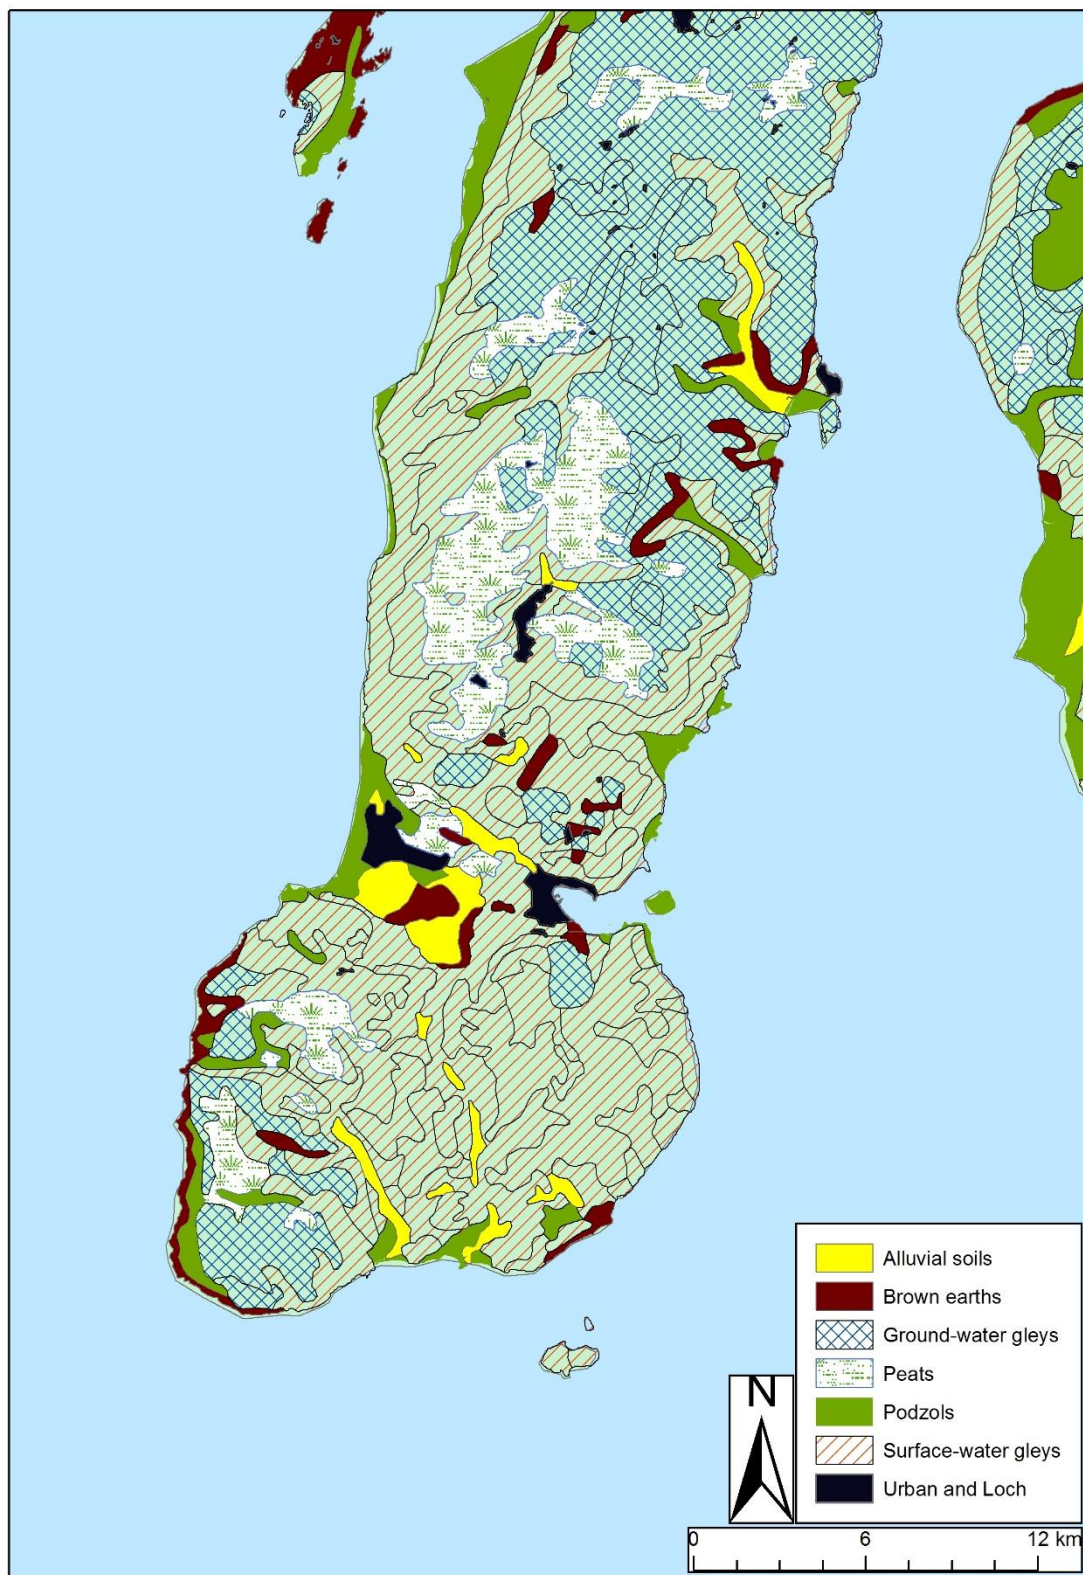 Alluvial soils
Brown earths
Ground-water gleys
Peats
Podzols
Surface-water gleys
Urban and Loch
N
0 6 12 km